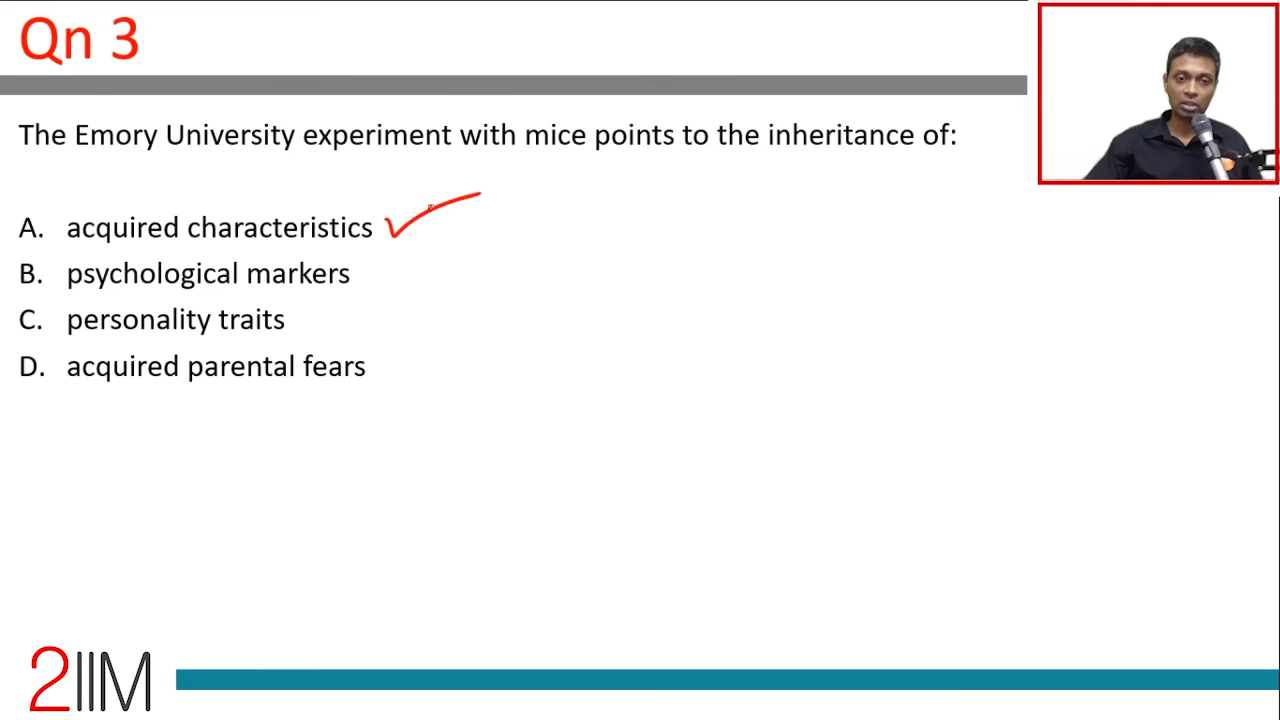 Qn 3
The Emory University experiment with mice points to the inheritance of:
A. acquired characteristics
B. psychological markers
C. personality traits
D. acquired parental fears
2IIM